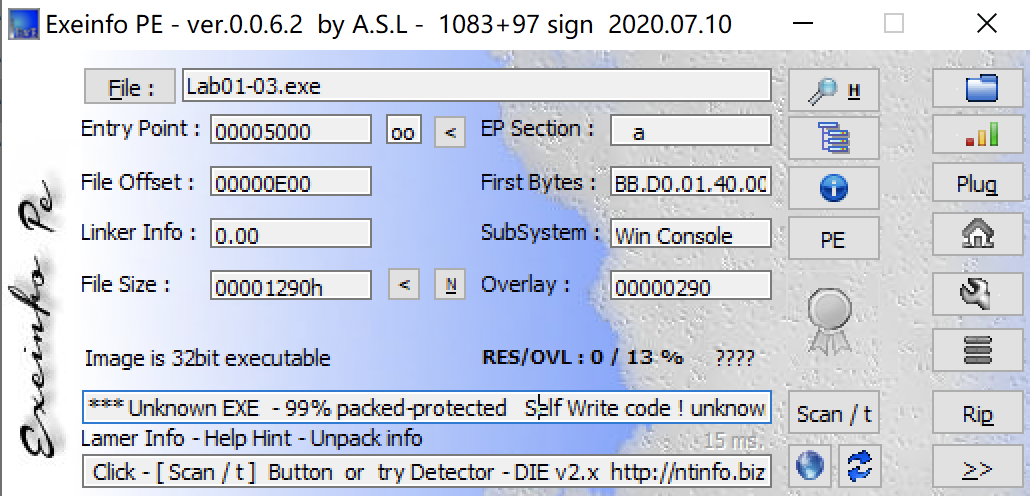 Exeinfo PE - ver.0.0.6.2 by A.S.L - 1083+97 sign 2020.07.10
File : Lab01-03.exe H
Entry Point : 00005000 oo < EP Section : a
File Offset : 00000E00 First Bytes : BB.D0.01.40.00 Plug
Linker Info : 0.00 SubSystem : Win Console PE
File Size : 00001290h < N Overlay : 00000290
Image is 32bit executable RES/OVL : 0 / 13 % ????
*** Unknown EXE - 99% packed-protected Self Write code ! unknow Scan / t Rip
Lamer Info - Help Hint - Unpack info 15 ms.
Click - [ Scan / t ] Button or try Detector - DIE v2.x http://ntinfo.biz >>
Exeinfo Pe